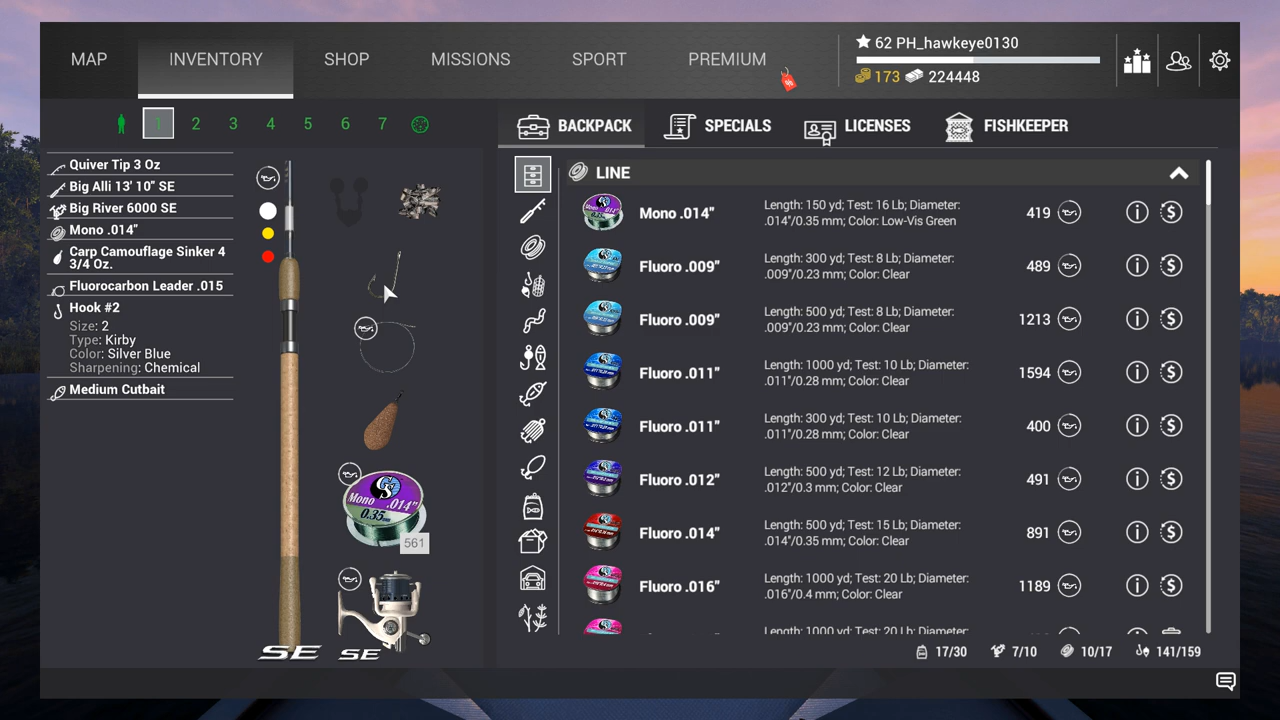 MAP INVENTORY SHOP MISSIONS SPORT PREMIUM
62 PH_hawkeye0130
173 224448
1 2 3 4 5 6 7
BACKPACK SPECIALS LICENSES FISHKEEPER
Quiver Tip 3 Oz
Big Alli 13' 10" SE
Big River 6000 SE
Mono .014"
Carp Camouflage Sinker 4
3/4 Oz.
Fluorocarbon Leader .015
Hook #2
Size: 2
Type: Kirby
Color: Silver Blue
Sharpening: Chemical
Medium Cutbait
Mono .014"
0.35mm
561
SE SE
LINE
Mono .014"
Length: 150 yd; Test: 16 Lb; Diameter:
.014"/0.35 mm; Color: Low-Vis Green
419
Fluoro .009"
Length: 300 yd; Test: 8 Lb; Diameter:
.009"/0.23 mm; Color: Clear
489
Fluoro .009"
Length: 500 yd; Test: 8 Lb; Diameter:
.009"/0.23 mm; Color: Clear
1213
Fluoro .011"
Length: 1000 yd; Test: 10 Lb; Diameter:
.011"/0.28 mm; Color: Clear
1594
Fluoro .011"
Length: 300 yd; Test: 10 Lb; Diameter:
.011"/0.28 mm; Color: Clear
400
Fluoro .012"
Length: 500 yd; Test: 12 Lb; Diameter:
.012"/0.3 mm; Color: Clear
491
Fluoro .014"
Length: 500 yd; Test: 15 Lb; Diameter:
.014"/0.35 mm; Color: Clear
891
Fluoro .016"
Length: 1000 yd; Test: 20 Lb; Diameter:
.016"/0.4 mm; Color: Clear
1189
Length: 1000 yd; Test: 20 Lb; Diameter:
17/30 7/10 10/17 141/159